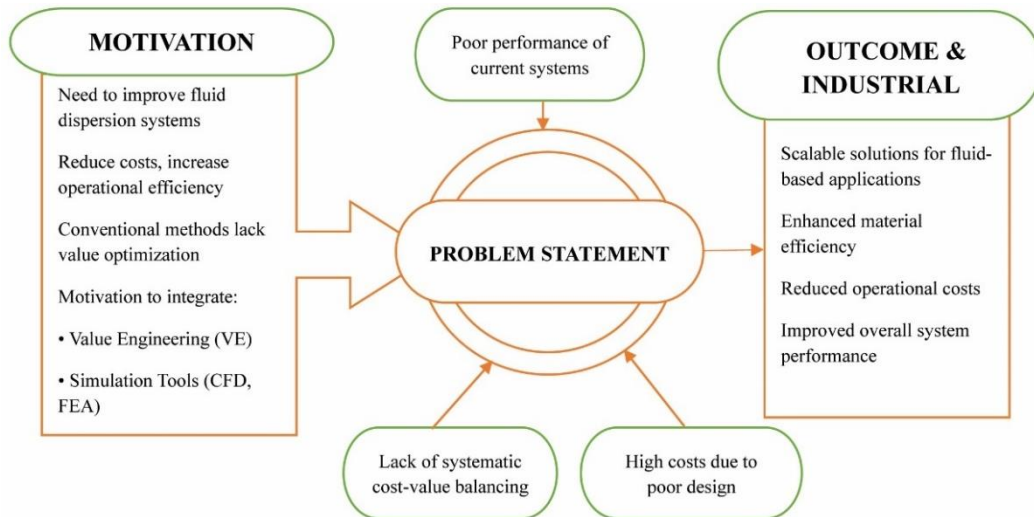 MOTIVATION
Need to improve fluid
dispersion systems
Reduce costs, increase
operational efficiency
Conventional methods lack
value optimization
Motivation to integrate:
• Value Engineering (VE)
• Simulation Tools (CFD,
FEA)
Poor performance of
current systems
PROBLEM STATEMENT
Lack of systematic
cost-value balancing
High costs due to
poor design
OUTCOME &
INDUSTRIAL
Scalable solutions for fluid-
based applications
Enhanced material
efficiency
Reduced operational costs
Improved overall system
performance